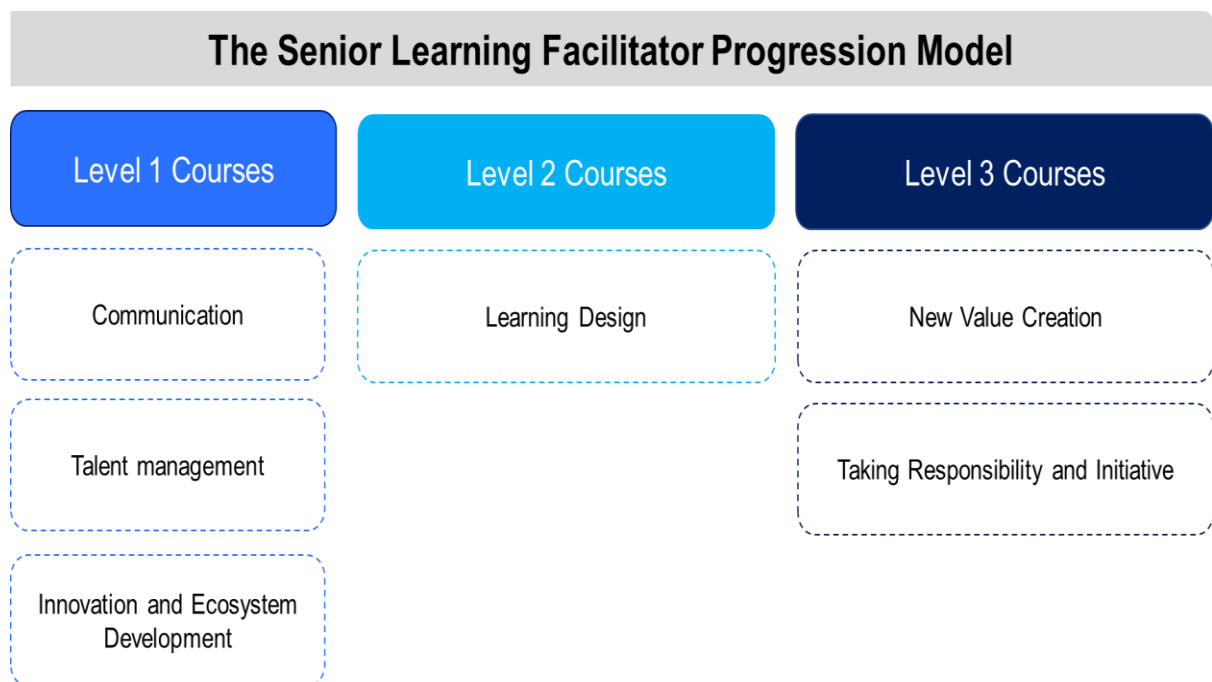 The Senior Learning Facilitator Progression Model
Level 1 Courses
Level 2 Courses
Level 3 Courses
Communication
Learning Design
New Value Creation
Talent management
Taking Responsibility and Initiative
Innovation and Ecosystem
Development